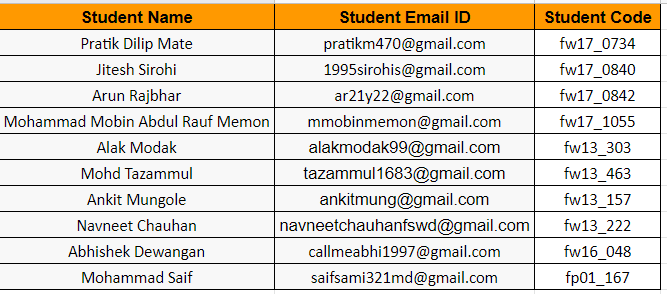 Student Name Student Email ID Student Code
Pratik Dilip Mate pratikm470@gmail.com fw17_0734
Jitesh Sirohi 1995sirohis@gmail.com fw17_0840
Arun Rajbhar ar21y22@gmail.com fw17_0842
Mohammad Mobin Abdul Rauf Memon mmobinmemon@gmail.com fw17_1055
Alak Modak alakmodak99@gmail.com fw13_303
Mohd Tazammul tazammul1683@gmail.com fw13_463
Ankit Mungole ankitmung@gmail.com fw13_157
Navneet Chauhan navneetchauhanfswd@gmail.com fw13_222
Abhishek Dewangan callmeabhi1997@gmail.com fw16_048
Mohammad Saif saifsami321md@gmail.com fp01_167